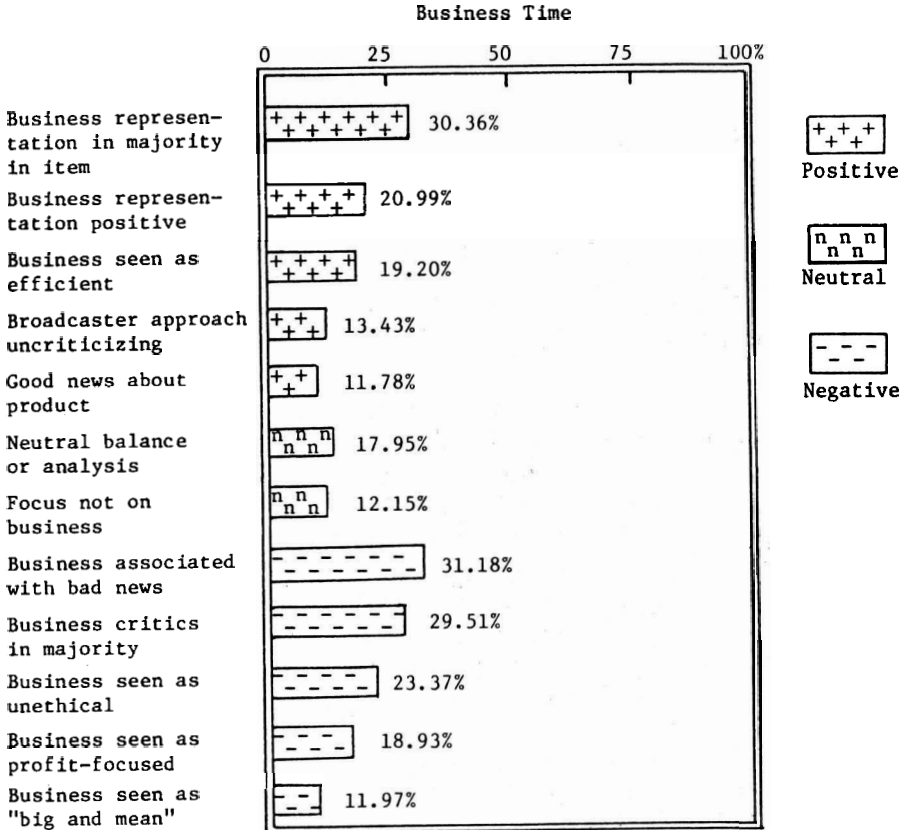 Business Time
0 25 50 75 100%
Business represen-
tation in majority
in item
30.36%
Business represen-
tation positive
20.99%
Business seen as
efficient
19.20%
Broadcaster approach
uncriticizing
13.43%
Good news about
product
11.78%
Neutral balance
or analysis
17.95%
Focus not on
business
12.15%
Business associated
with bad news
31.18%
Business critics
in majority
29.51%
Business seen as
unethical
23.37%
Business seen as
profit-focused
18.93%
Business seen as
"big and mean"
11.97%
+ + +
+ +
Positive
n n n
n n
Neutral
- - -
- -
Negative